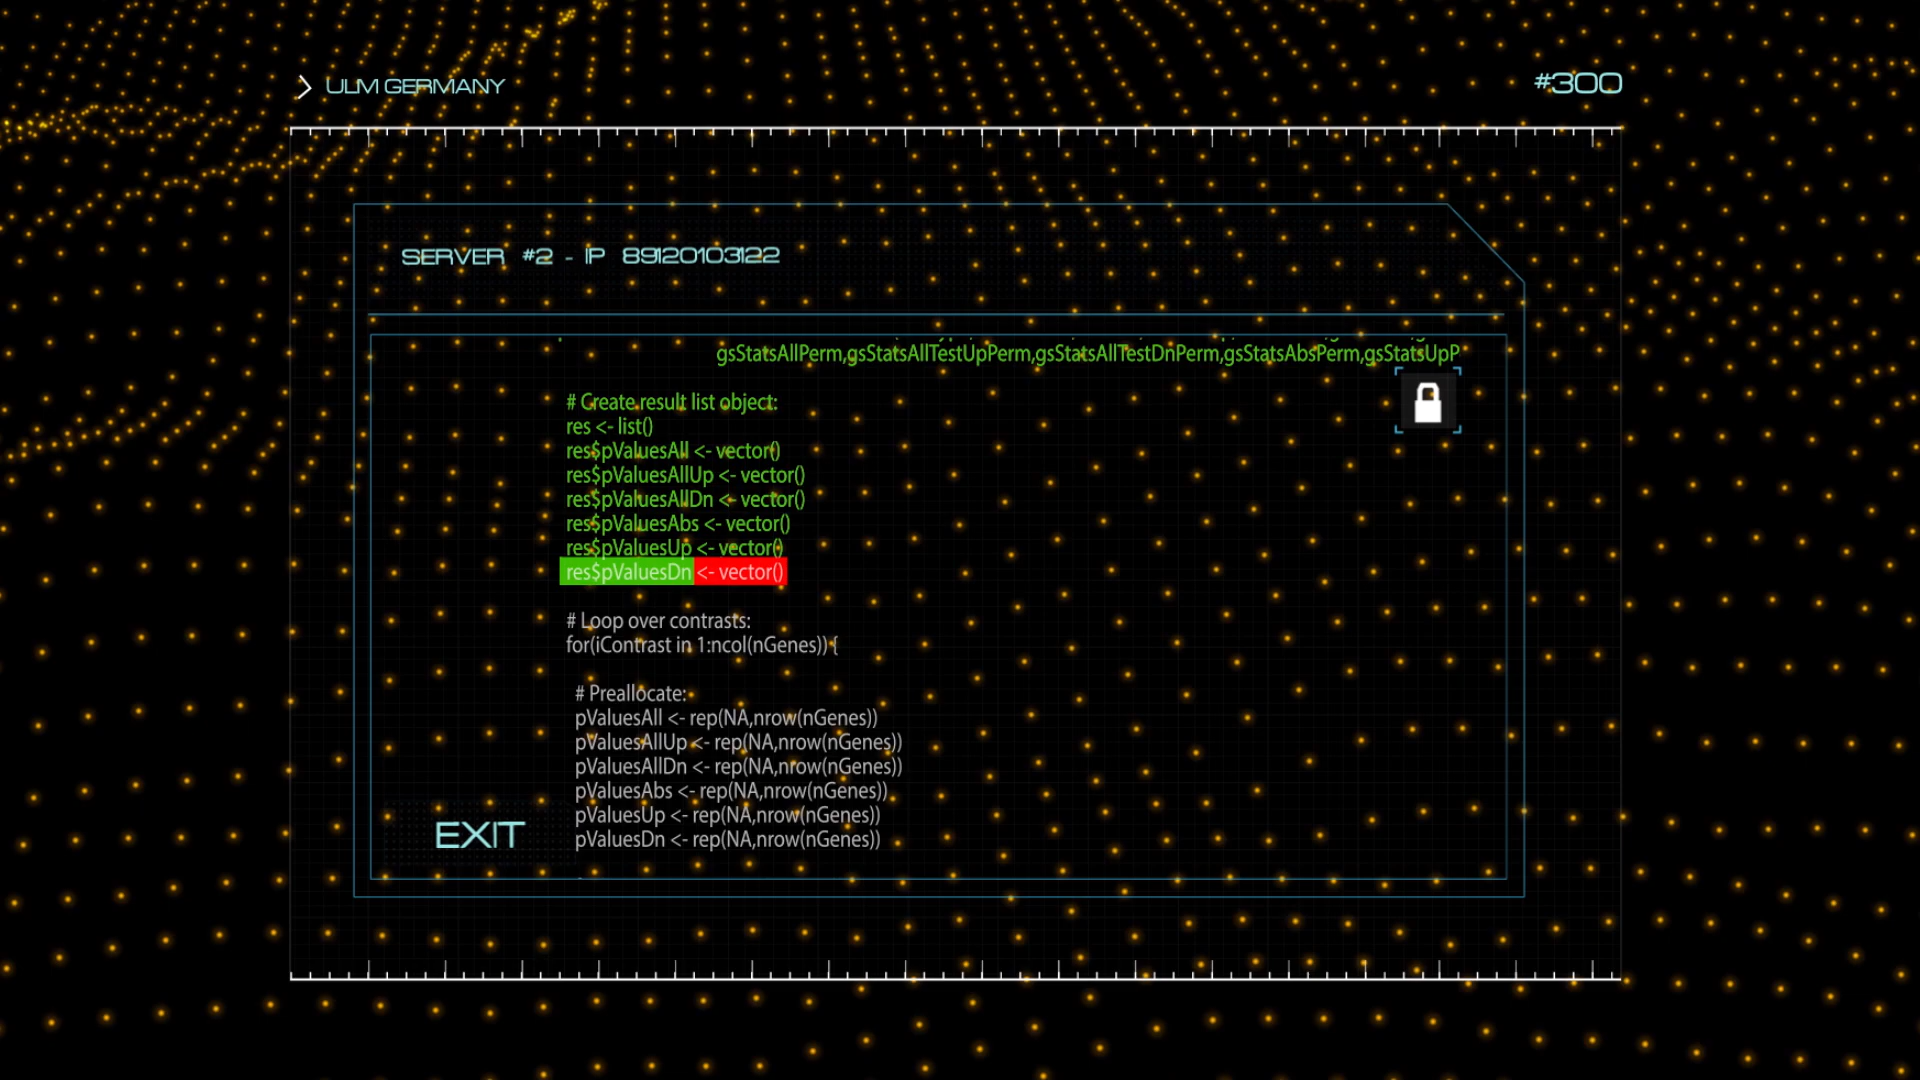 ULM GERMANY
#300
SERVER #2 - IP 89120103122
gsStatsAllPerm,gsStatsAllTestUpPerm,gsStatsAllTestDnPerm,gsStatsAbsPerm,gsStatsUpP
# Create result list object:
res <- list()
res$pValuesAll <- vector()
res$pValuesAllUp <- vector()
res$pValuesAllDn <- vector()
res$pValuesAbs <- vector()
res$pValuesUp <- vector()
res$pValuesDn <- vector()
# Loop over contrasts:
for(iContrast in 1:ncol(nGenes)){
# Preallocate:
pValuesAll <- rep(NA,nrow(nGenes))
pValuesAllUp <- rep(NA,nrow(nGenes))
pValuesAllDn <- rep(NA,nrow(nGenes))
pValuesAbs <- rep(NA,nrow(nGenes))
pValuesUp <- rep(NA,nrow(nGenes))
pValuesDn <- rep(NA,nrow(nGenes))
EXIT